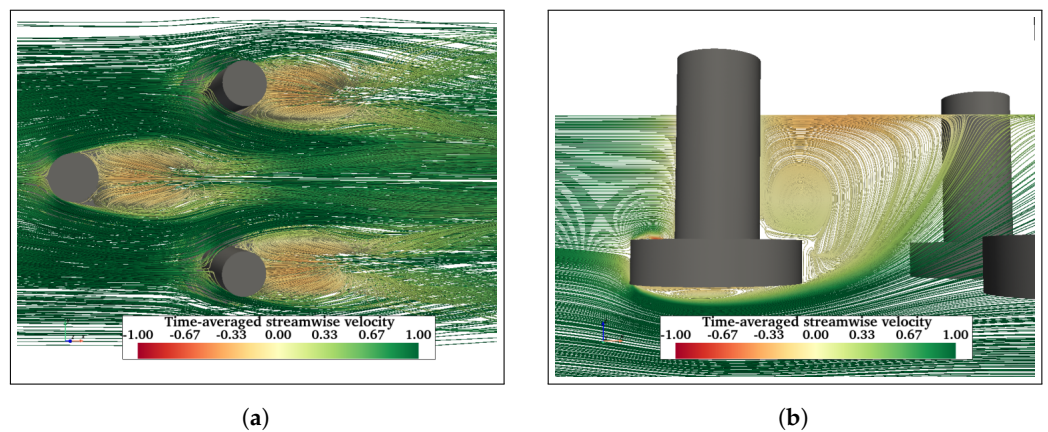 Time-averaged streamwise velocity
-1.00 -0.67 -0.33 0.00 0.33 0.67 1.00
Time-averaged streamwise velocity
-1.00 -0.67 -0.33 0.00 0.33 0.67 1.00
(a)
(b)